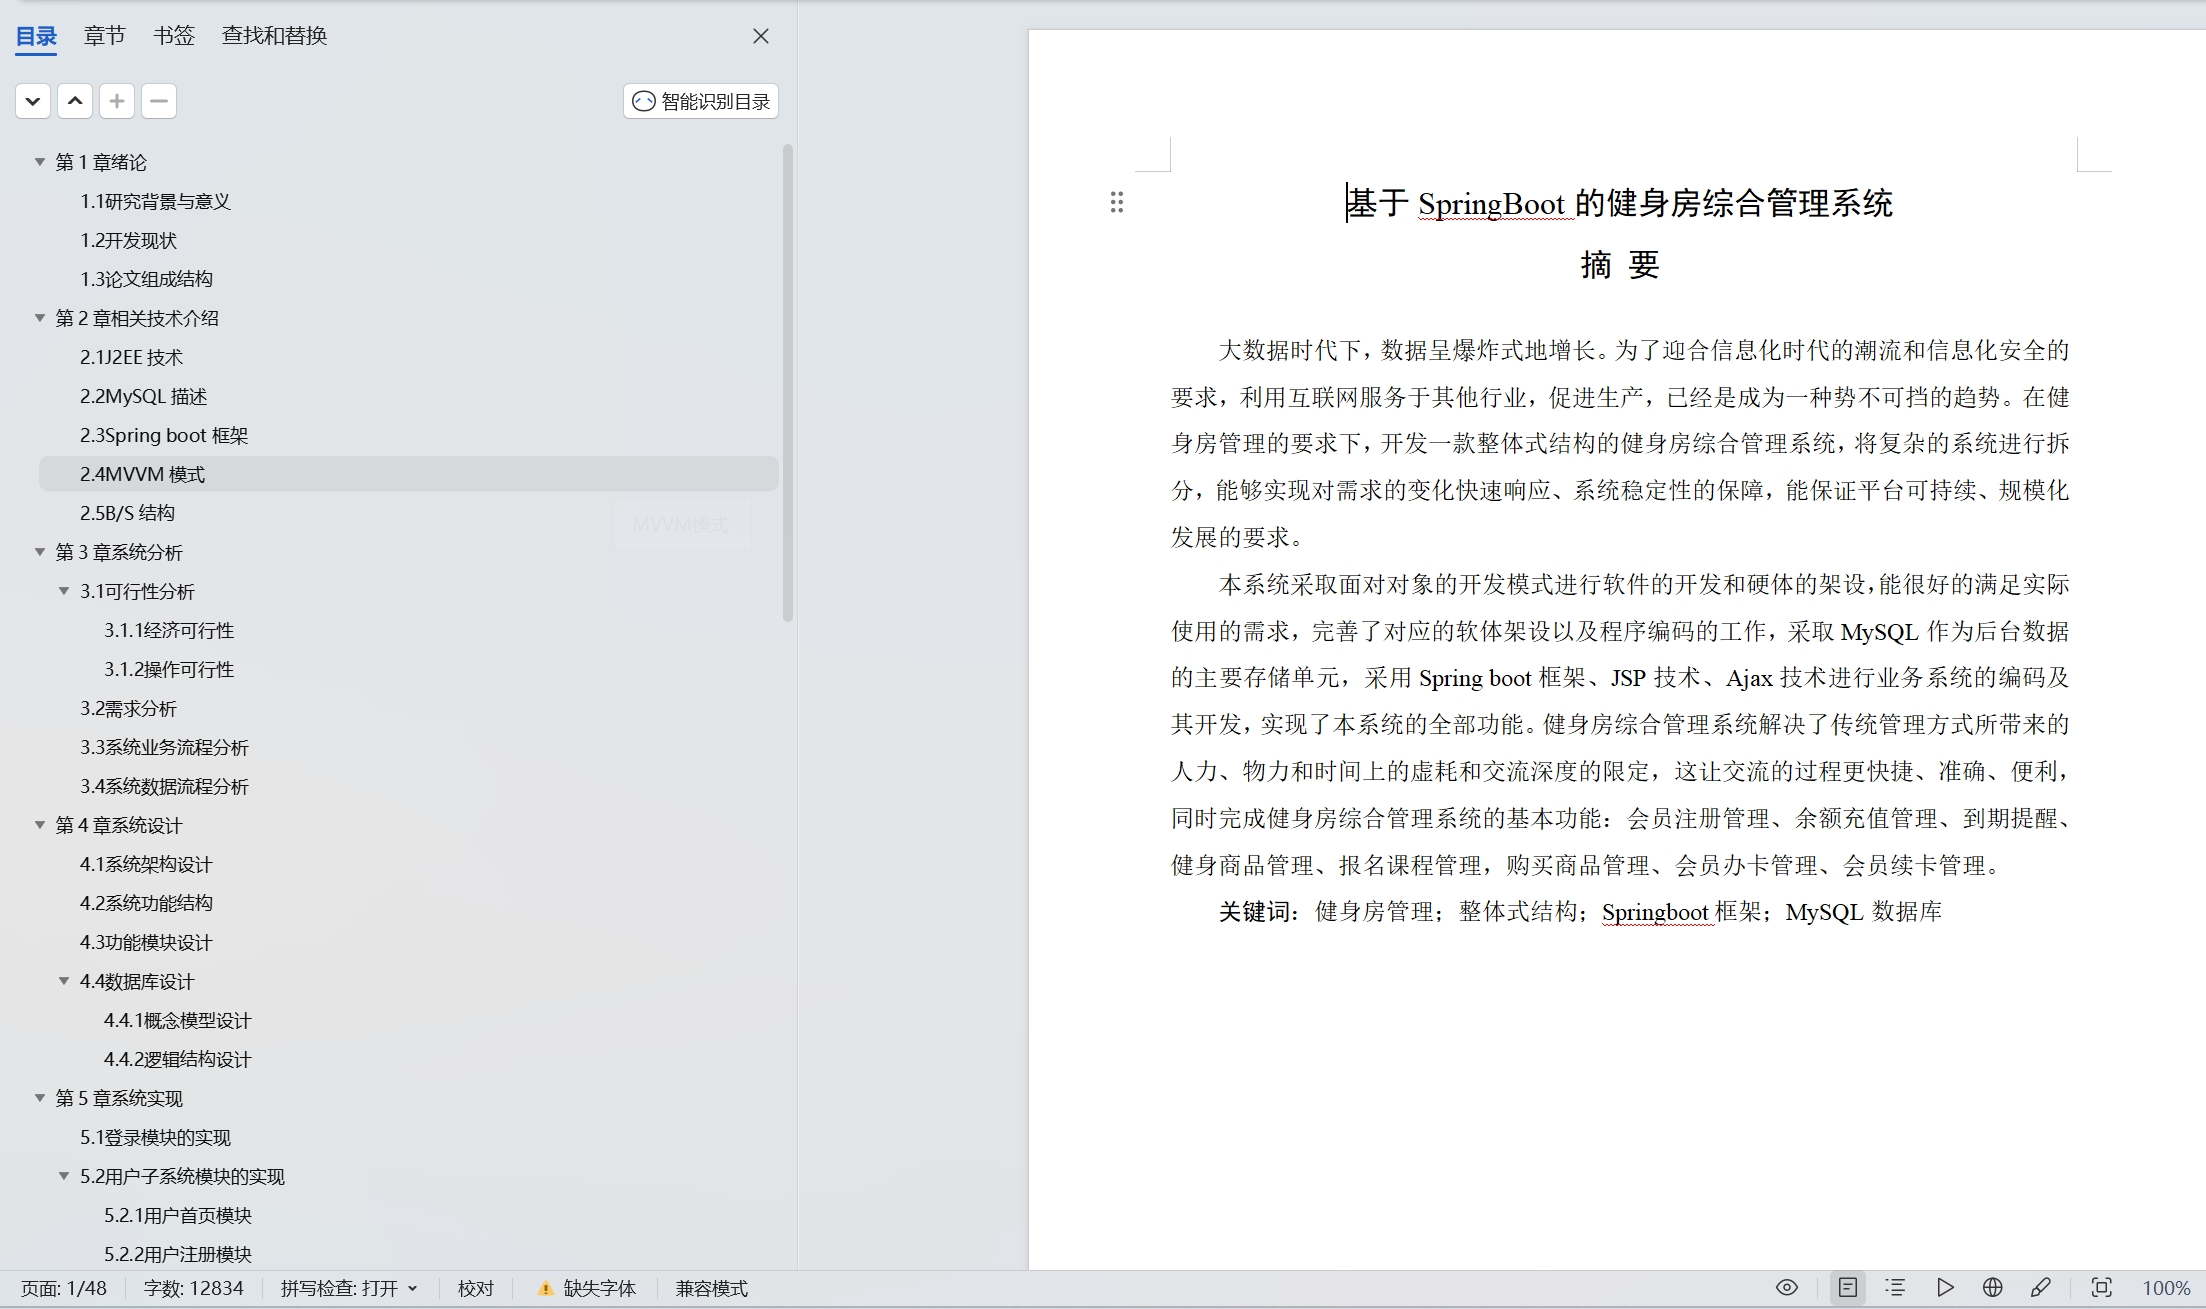 目录 章节 书签 查找和替换
智能识别目录
第 1 章绪论
1.1研究背景与意义
1.2开发现状
1.3论文组成结构
第 2 章相关技术介绍
2.1J2EE 技术
2.2MySQL 描述
2.3Spring boot 框架
2.4MVVM 模式
2.5B/S 结构
MVVM模式
第 3 章系统分析
3.1可行性分析
3.1.1经济可行性
3.1.2操作可行性
3.2需求分析
3.3系统业务流程分析
3.4系统数据流程分析
第 4 章系统设计
4.1系统架构设计
4.2系统功能结构
4.3功能模块设计
4.4数据库设计
4.4.1概念模型设计
4.4.2逻辑结构设计
第 5 章系统实现
5.1登录模块的实现
5.2用户子系统模块的实现
5.2.1用户首页模块
5.2.2用户注册模块
基于 SpringBoot 的健身房综合管理系统
摘 要
大数据时代下，数据呈爆炸式地增长。为了迎合信息化时代的潮流和信息化安全的
要求，利用互联网服务于其他行业，促进生产，已经是成为一种势不可挡的趋势。在健
身房管理的要求下，开发一款整体式结构的健身房综合管理系统，将复杂的系统进行拆
分，能够实现对需求的变化快速响应、系统稳定性的保障，能保证平台可持续、规模化
发展的要求。
本系统采取面对对象的开发模式进行软件的开发和硬体的架设，能很好的满足实际
使用的需求，完善了对应的软体架设以及程序编码的工作，采取 MySQL 作为后台数据
的主要存储单元，采用 Spring boot 框架、JSP 技术、Ajax 技术进行业务系统的编码及
其开发，实现了本系统的全部功能。健身房综合管理系统解决了传统管理方式所带来的
人力、物力和时间上的虚耗和交流深度的限定，这让交流的过程更快捷、准确、便利，
同时完成健身房综合管理系统的基本功能：会员注册管理、余额充值管理、到期提醒、
健身商品管理、报名课程管理，购买商品管理、会员办卡管理、会员续卡管理。
关键词：健身房管理；整体式结构；Springboot 框架；MySQL 数据库
页面: 1/48 字数: 12834 拼写检查: 打开 校对 缺失字体 兼容模式 100%